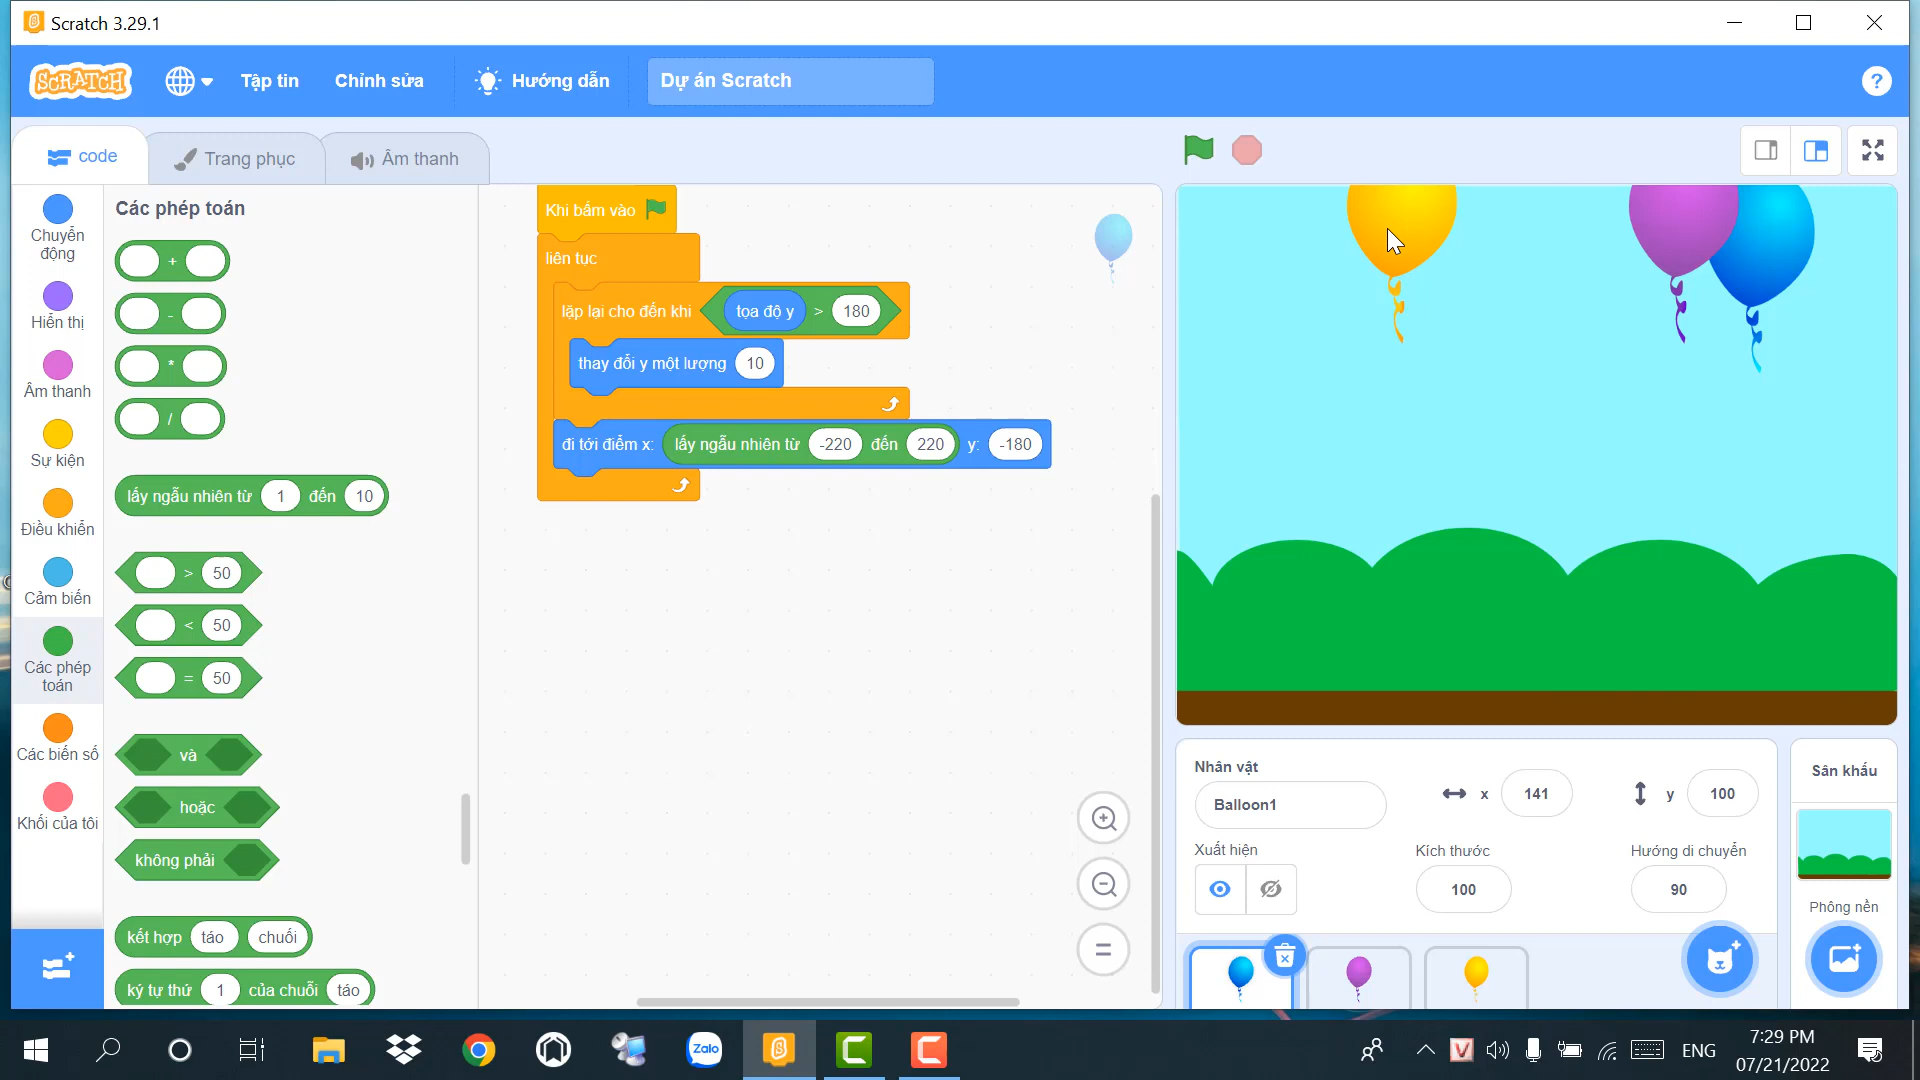 Scratch 3.29.1
SCRATCH
Tập tin
Chỉnh sửa
Hướng dẫn
Dự án Scratch
?
code
Trang phục
Âm thanh
Chuyển động
Hiển thị
Âm thanh
Sự kiện
Điều khiển
Cảm biến
Các phép toán
Các biến số
Khối của tôi
Các phép toán
+
-
*
/
lấy ngẫu nhiên từ 1 đến 10
> 50
< 50
= 50
và
hoặc
không phải
kết hợp táo chuối
ký tự thứ 1 của chuỗi táo
Khi bấm vào
liên tục
lặp lại cho đến khi tọa độ y > 180
thay đổi y một lượng 10
đi tới điểm x: lấy ngẫu nhiên từ -220 đến 220 y: -180
Nhân vật
Balloon1
x 141
y 100
Xuất hiện
Kích thước
100
Hướng di chuyển
90
Sân khấu
Phông nền
Zalo
ENG
7:29 PM
07/21/2022